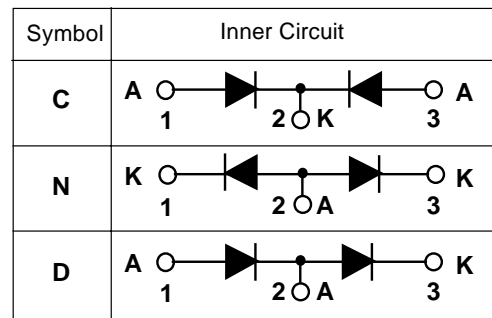 Symbol Inner Circuit
C A K A
1 2 3
N K A K
1 2 3
D A A K
1 2 3